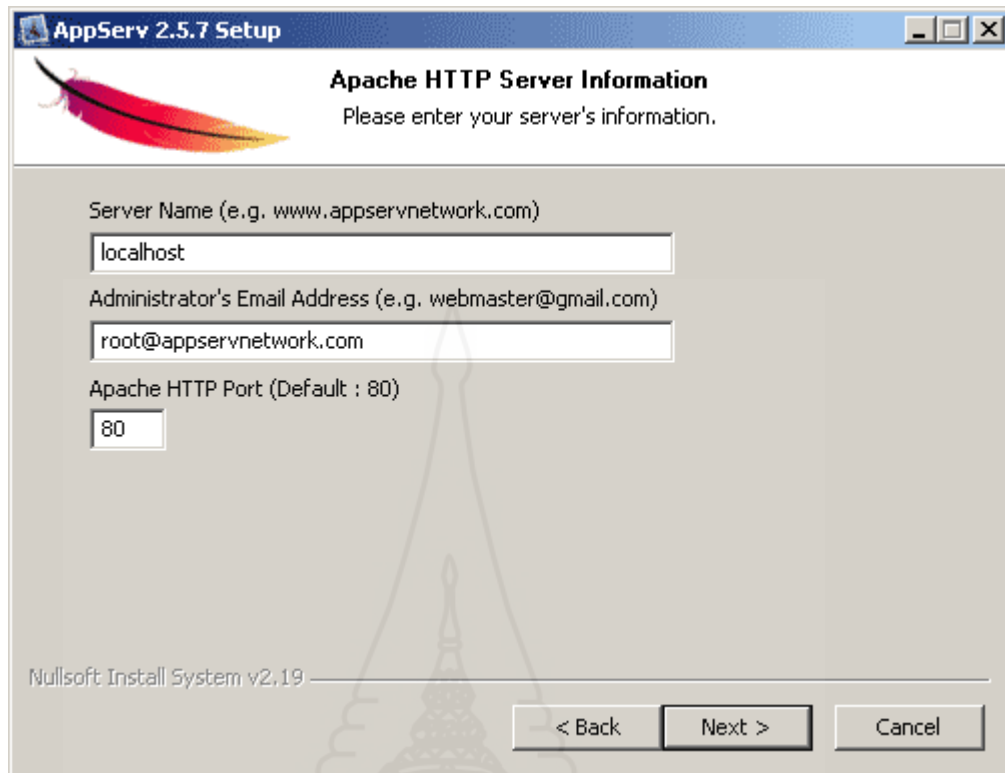 AppServ 2.5.7 Setup
Apache HTTP Server Information
Please enter your server's information.
Server Name (e.g. www.appservnetwork.com)
localhost
Administrator's Email Address (e.g. webmaster@gmail.com)
root@appservnetwork.com
Apache HTTP Port (Default : 80)
80
Nullsoft Install System v2.19
< Back Next > Cancel